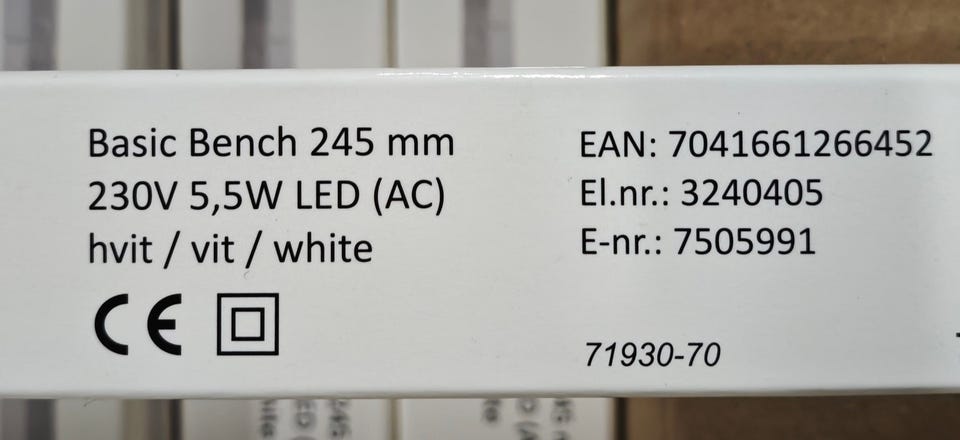 Basic Bench 245 mm
230V 5,5W LED (AC)
hvit / vit / white
CE
EAN: 7041661266452
El.nr.: 3240405
E-nr.: 7505991
71930-70